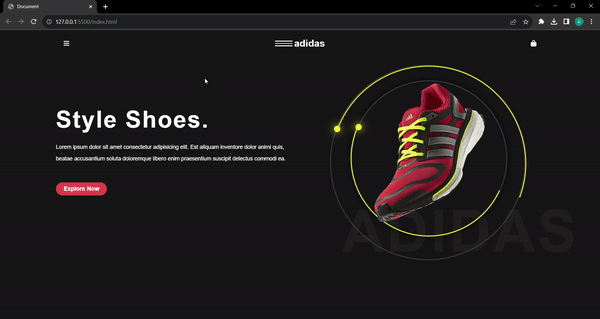 Document
127.0.0.1:5500/index.html
adidas
Style Shoes.
Lorem ipsum dolor sit amet consectetur adipisicing elit. Est aliquam inventore dolor animi quis,
beatae accusantium soluta doloremque libero enim praesentium suscipit delectus commodi ea.
Explore Now
ADIDAS